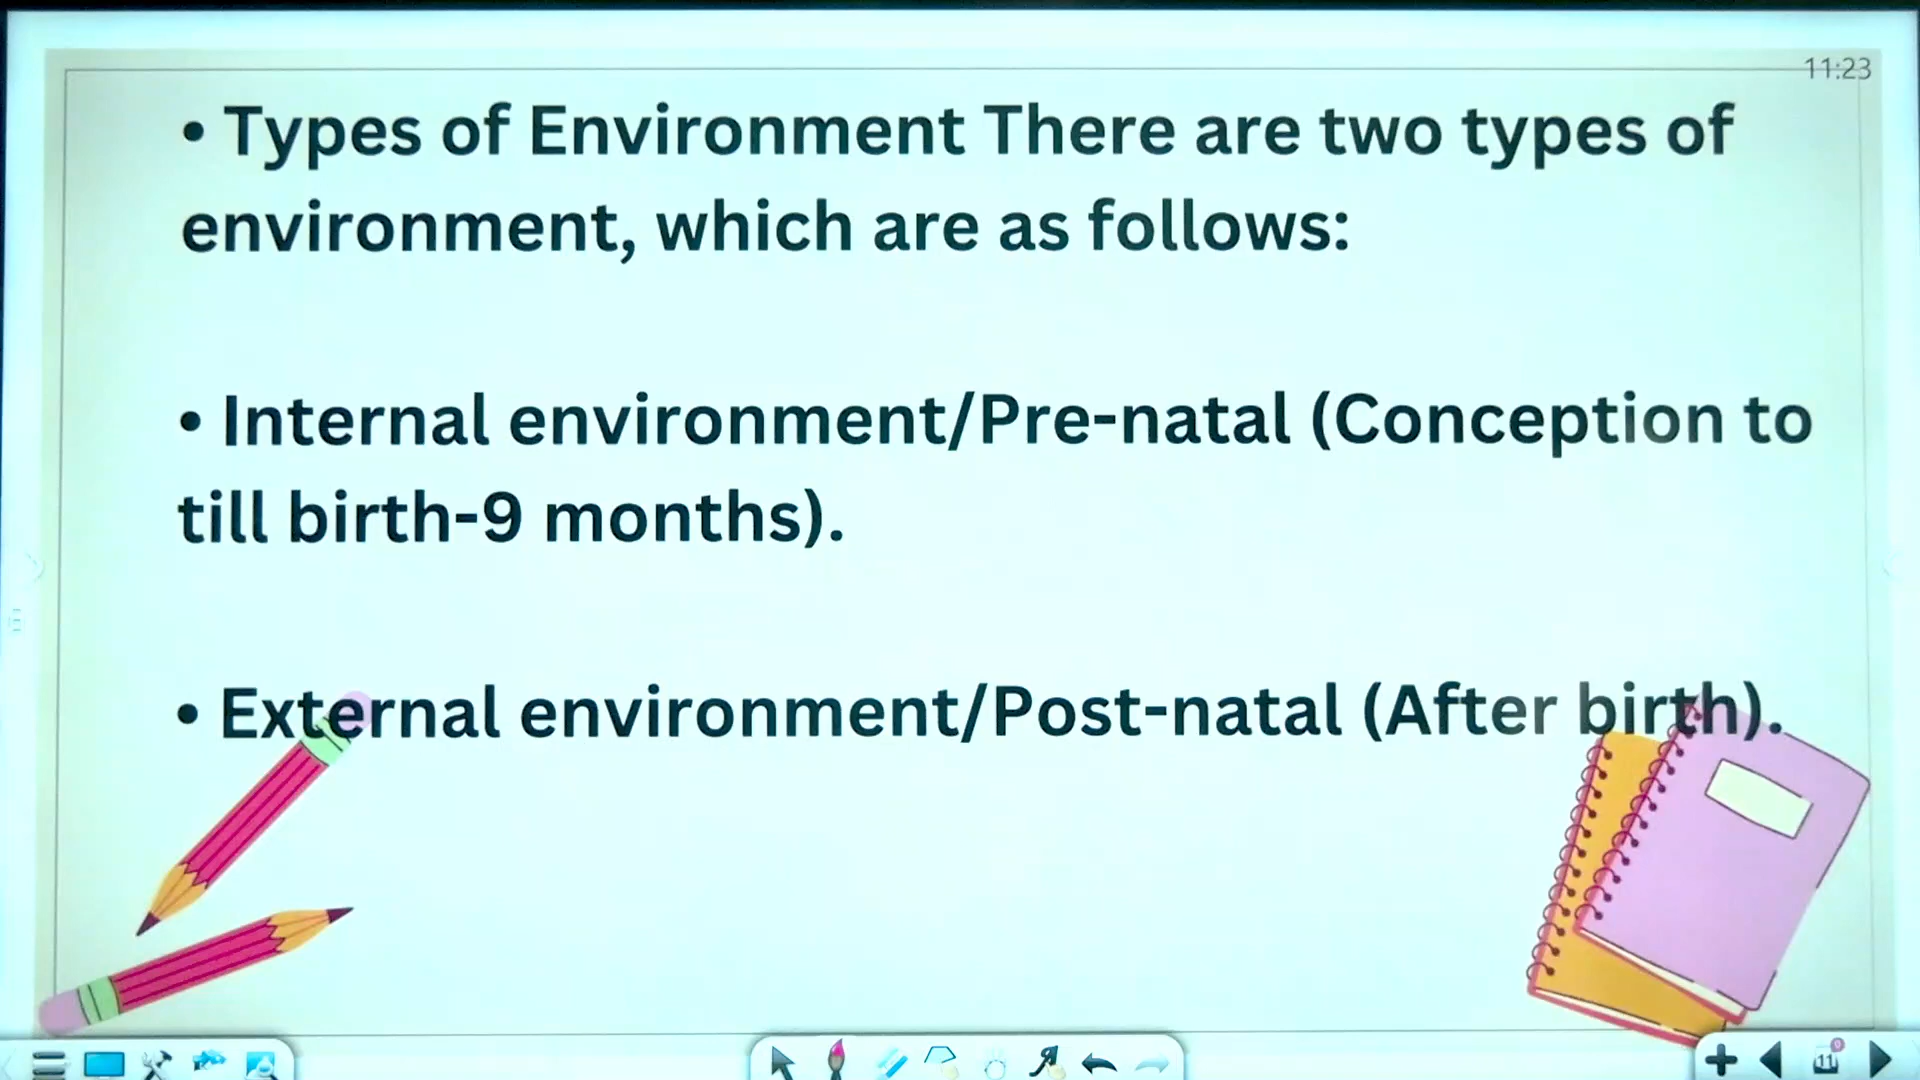 11:23
• Types of Environment There are two types of
environment, which are as follows:
• Internal environment/Pre-natal (Conception to
till birth-9 months).
• External environment/Post-natal (After birth).
11